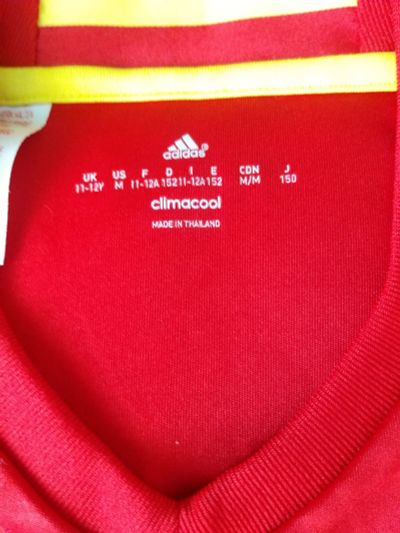 adidas
UK US F D I E CDN J
11-12Y M 11-12A 152 11-12A 152 M/M 150
climacool
MADE IN THAILAND